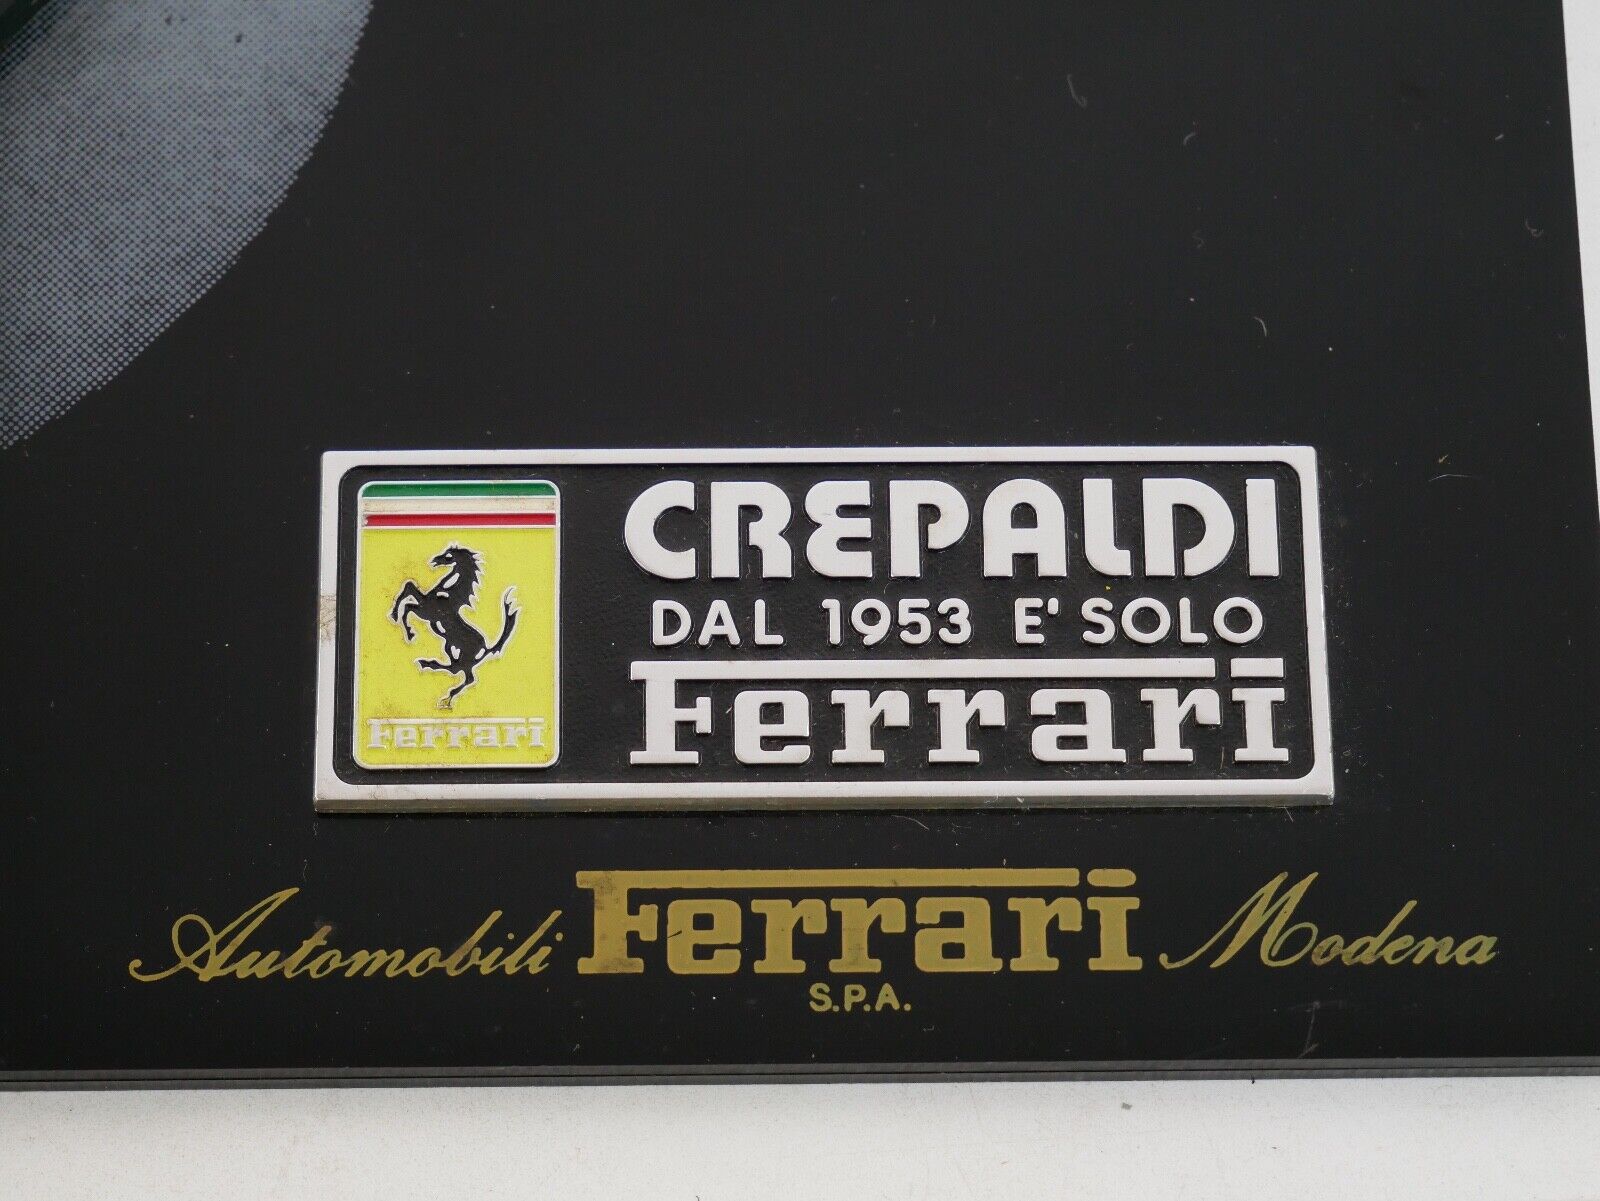 Ferrari
CREPALDI
DAL 1953 E' SOLO
Ferrari
Automobili Ferrari Modena
S.P.A.